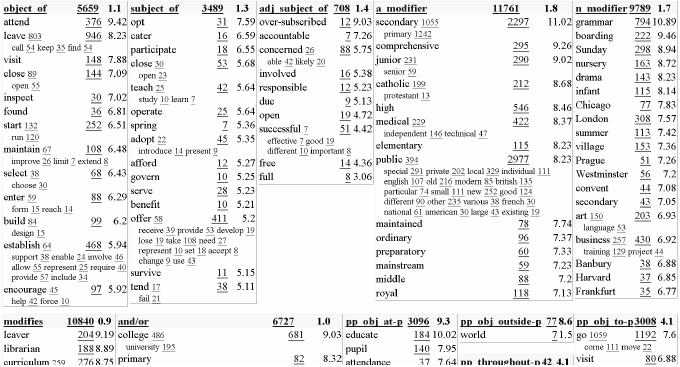 object_of 5659 1.1
attend 376 9.42
leave 803 946 8.23
call 54 keep 35 find 54
visit 148 7.88
close 89 144 7.09
open 55
inspect 30 7.02
found 36 6.81
start 132 252 6.51
run 120
maintain 67 108 6.48
improve 26 limit 7 extend 8
select 38 68 6.43
choose 30
enter 59 88 6.29
form 15 reach 14
build 84 99 6.2
design 15
establish 64 468 5.94
support 38 enable 24 involve 46
allow 55 represent 25 require 40
provide 57 include 34
encourage 45 97 5.92
help 42 force 10
subject_of 3489 1.3
opt 31 7.59
cater 16 6.59
participate 18 6.55
close 30 53 5.68
open 23
teach 25 42 5.64
study 10 learn 7
operate 25 5.64
spring 7 5.36
adopt 22 45 5.35
introduce 14 present 9
afford 12 5.27
govern 10 5.25
serve 28 5.23
benefit 10 5.21
offer 58 411 5.2
receive 39 provide 53 develop 19
lose 19 take 108 need 27
represent 10 set 18 accept 8
change 9 use 43
survive 11 5.15
tend 17 38 5.11
fail 21
adj_subject_of 708 1.4
over-subscribed 12 9.03
accountable 7 7.26
concerned 26 88 5.75
able 42 likely 20
involved 16 5.38
responsible 12 5.23
due 9 5.13
open 19 4.72
successful 7 51 4.42
effective 7 good 19
different 10 important 8
free 14 4.36
full 8 3.06
a_modifier 11761 1.8
secondary 1055 2297 11.02
primary 1242
comprehensive 295 9.26
junior 231 290 9.02
senior 59
catholic 199 212 8.68
protestant 13
high 546 8.46
medical 229 422 8.37
independent 146 technical 47
elementary 115 8.23
public 394 2977 8.23
special 291 private 202 local 329 individual 111
english 107 old 216 modern 85 british 135
particular 74 small 111 new 252 good 124
different 90 other 235 various 38 french 30
national 61 american 30 large 43 existing 19
maintained 78 7.74
ordinary 96 7.37
preparatory 60 7.33
mainstream 59 7.23
middle 88 7.2
royal 118 7.13
n_modifier 9789 1.7
grammar 794 10.89
boarding 222 9.46
Sunday 298 8.94
nursery 163 8.72
drama 143 8.23
infant 115 8.14
Chicago 77 7.83
London 308 7.57
summer 113 7.42
village 153 7.36
Prague 51 7.26
Westminster 56 7.2
convent 44 7.08
secondary 43 7.05
art 150 203 6.93
language 53
business 257 430 6.92
training 129 project 44
Banbury 38 6.88
Harvard 37 6.85
Frankfurt 35 6.77
modifies 10840 0.9
leaver 204 9.19
librarian 188 8.89
curriculum 259 276 8.75
and/or 6727 1.0
college 486 681 9.03
university 195
primary 82 8.32
pp_obj_at-p 3096 9.3
educate 184 10.02
pupil 140 7.95
attendance 37 7.64
pp_obj_outside-p 77 8.6
world 7 1.5
pp_throughout-p 42 4.1
pp_obj_to-p 3008 4.1
go 1059 1192 7.6
come 111 move 22
visit 80 6.88